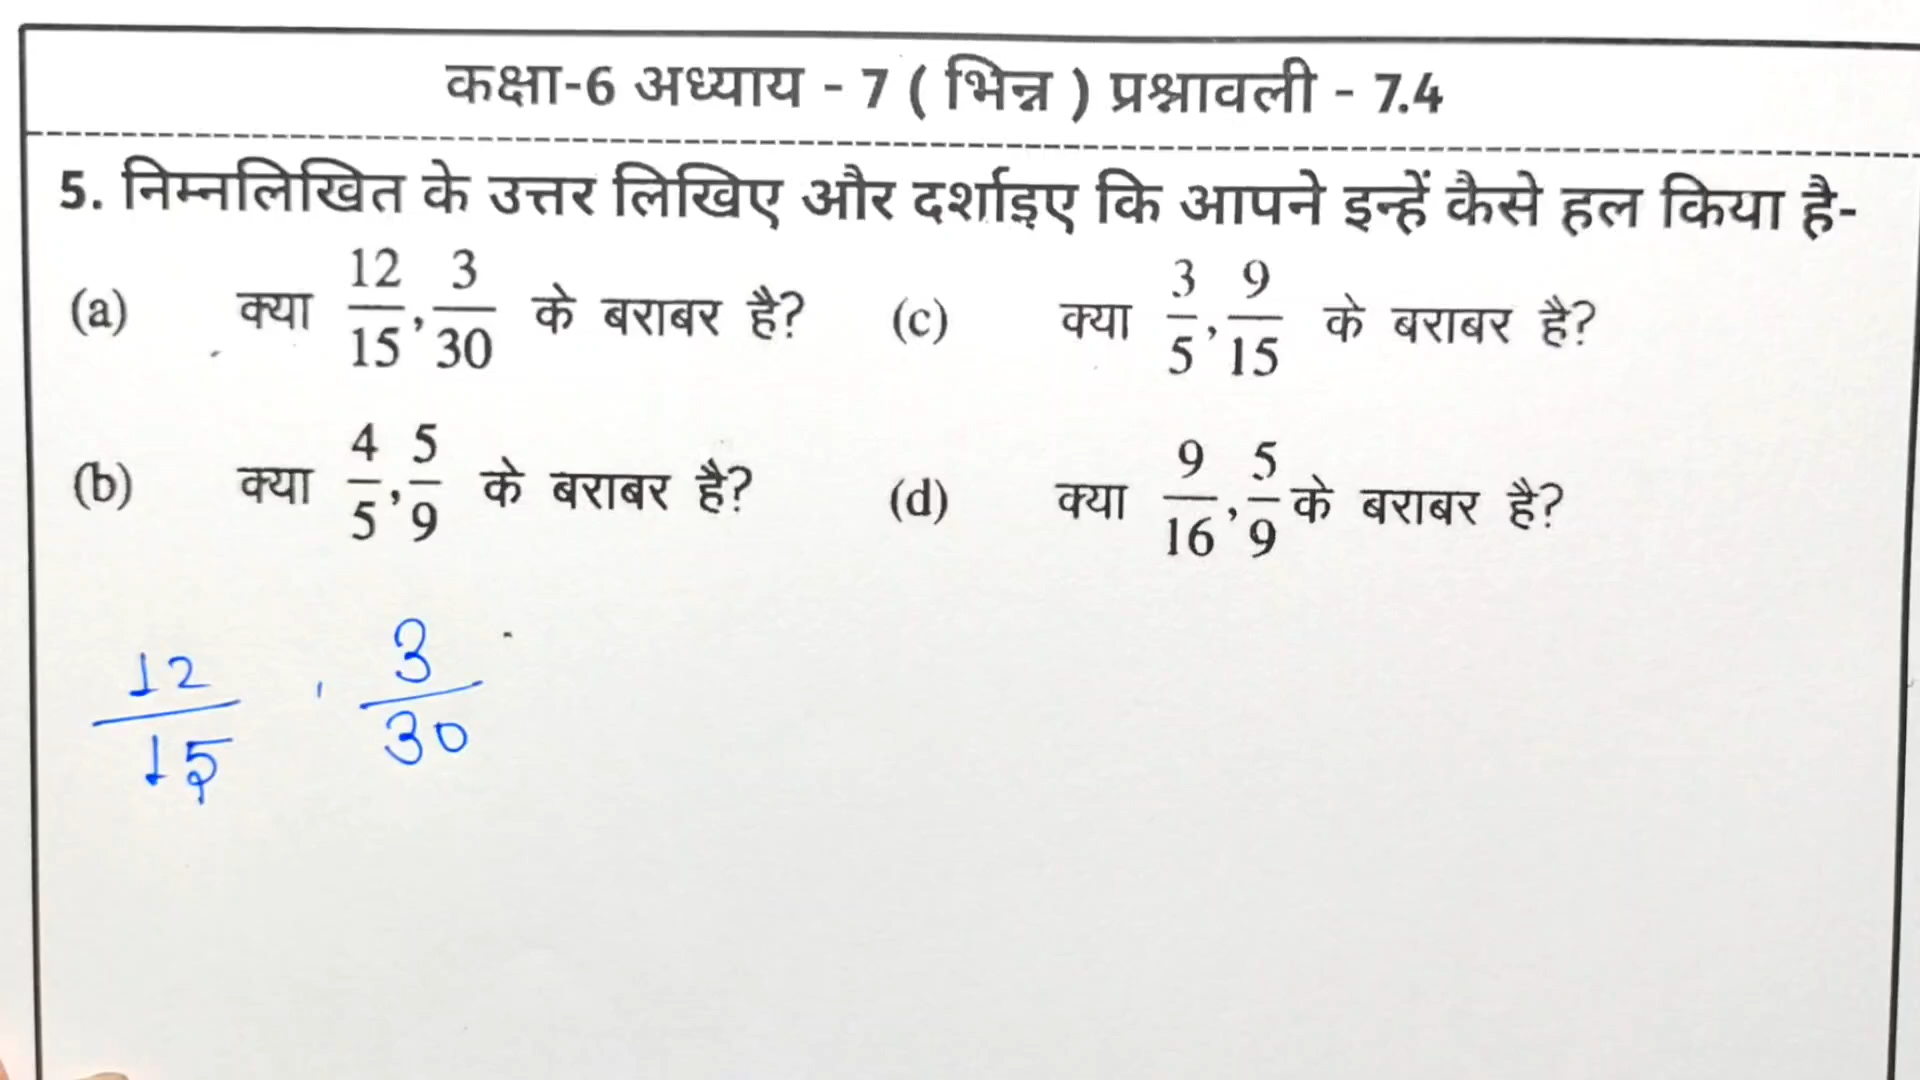 कक्षा-6 अध्याय - 7 ( भिन्न ) प्रश्नावली - 7.4
5. निम्नलिखित के उत्तर लिखिए और दर्शाइए कि आपने इन्हें कैसे हल किया है-
(a) क्या 12/15, 3/30 के बराबर है? (c) क्या 3/5, 9/15 के बराबर है?
(b) क्या 4/5, 5/9 के बराबर है? (d) क्या 9/16, 5/9 के बराबर है?
12/15 , 3/30